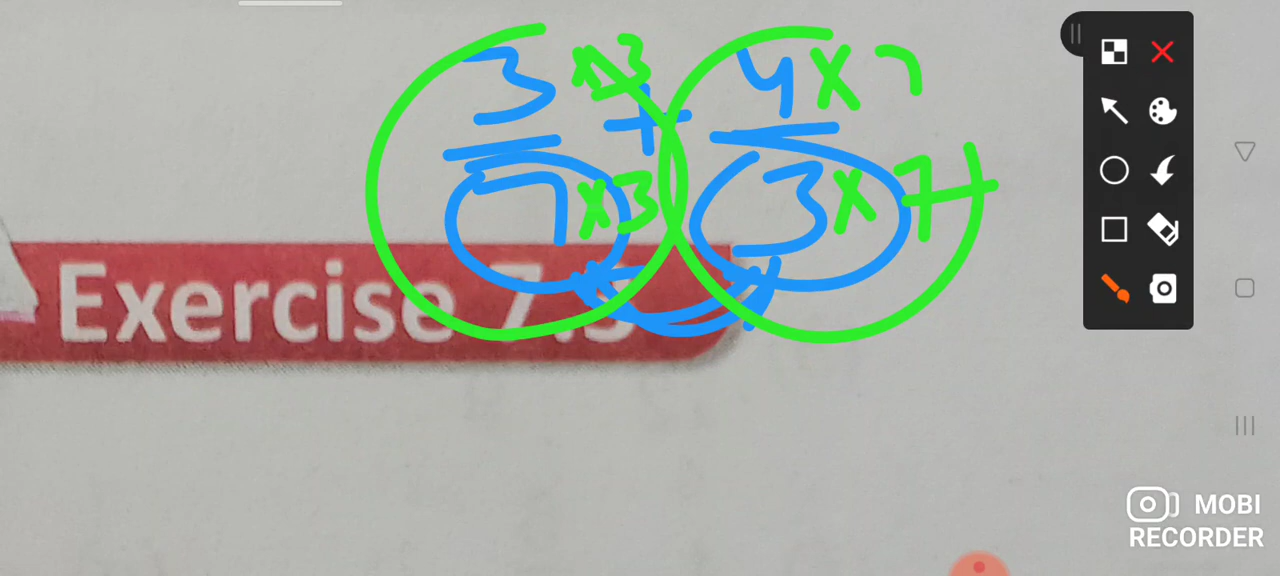 3 ×3 + 4 × 7
7 ×3 3 × 7
Exercise 7.3
MOBI
RECORDER